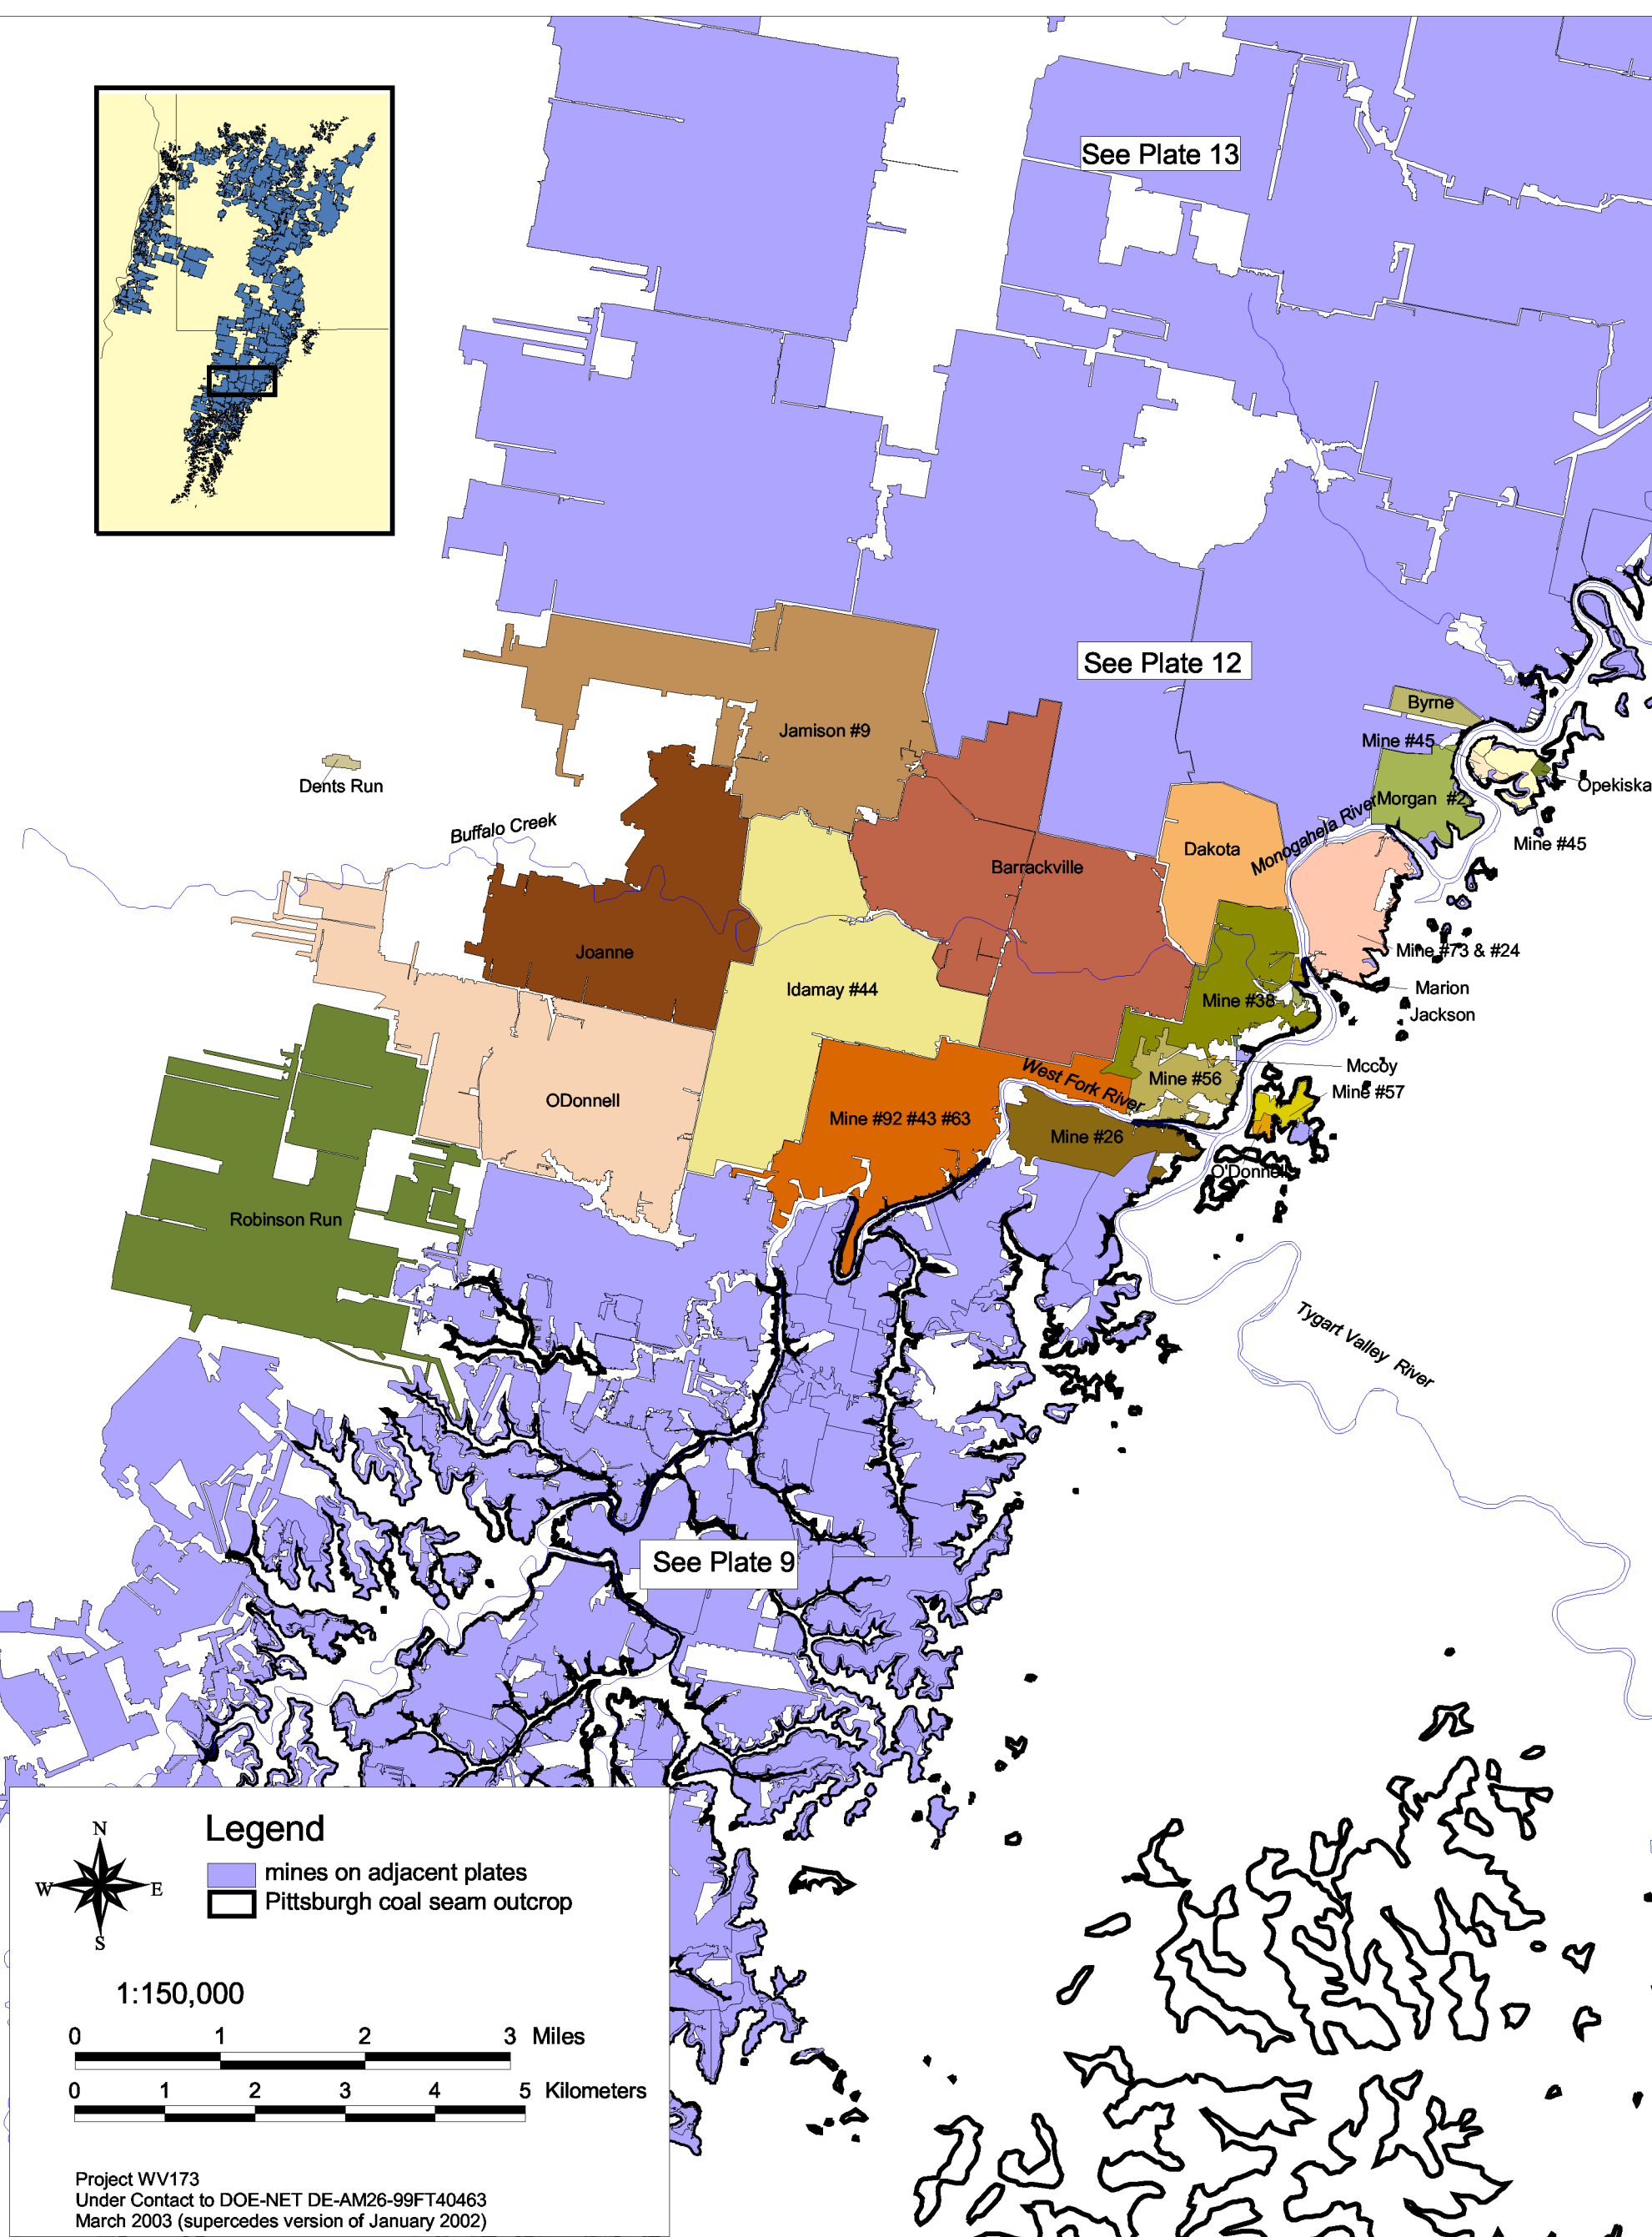 See Plate 13
See Plate 12
Byrne
Jamison #9
Mine #45
Dents Run
Opekiska
Morgan #2
Monogahela River
Buffalo Creek
Mine #45
Dakota
Barrackville
Joanne
Mine #73 & #24
Idamay #44
Marion
Mine #38
Jackson
Mccoy
West Fork River
Mine #56
Mine #57
ODonnell
Mine #92 #43 #63
Mine #26
O'Donnell
Robinson Run
Tygart Valley River
See Plate 9
N
W E
S
Legend
mines on adjacent plates
Pittsburgh coal seam outcrop
1:150,000
0 1 2 3 Miles
0 1 2 3 4 5 Kilometers
Project WV173
Under Contact to DOE-NET DE-AM26-99FT40463
March 2003 (supercedes version of January 2002)